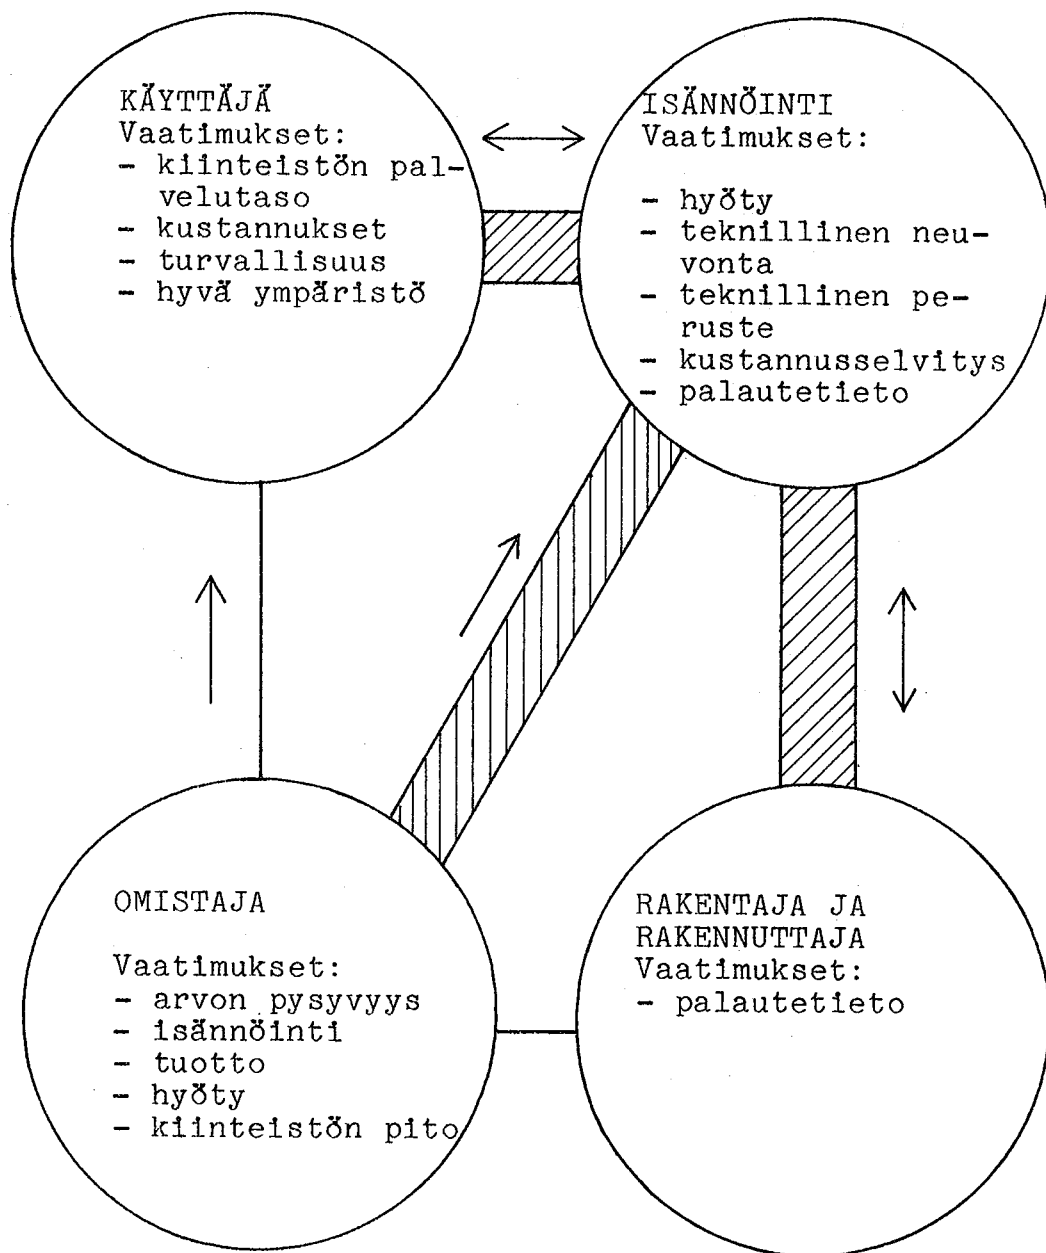 KÄYTTÄJÄ
Vaatimukset:
- kiinteistön pal-
velutaso
- kustannukset
- turvallisuus
- hyvä ympäristö
ISÄNNÖINTI
Vaatimukset:
- hyöty
- teknillinen neu-
vonta
- teknillinen pe-
ruste
- kustannusselvitys
- palautetieto
OMISTAJA
Vaatimukset:
- arvon pysyvyys
- isännöinti
- tuotto
- hyöty
- kiinteistön pito
RAKENTAJA JA
RAKENNUTTAJA
Vaatimukset:
- palautetieto